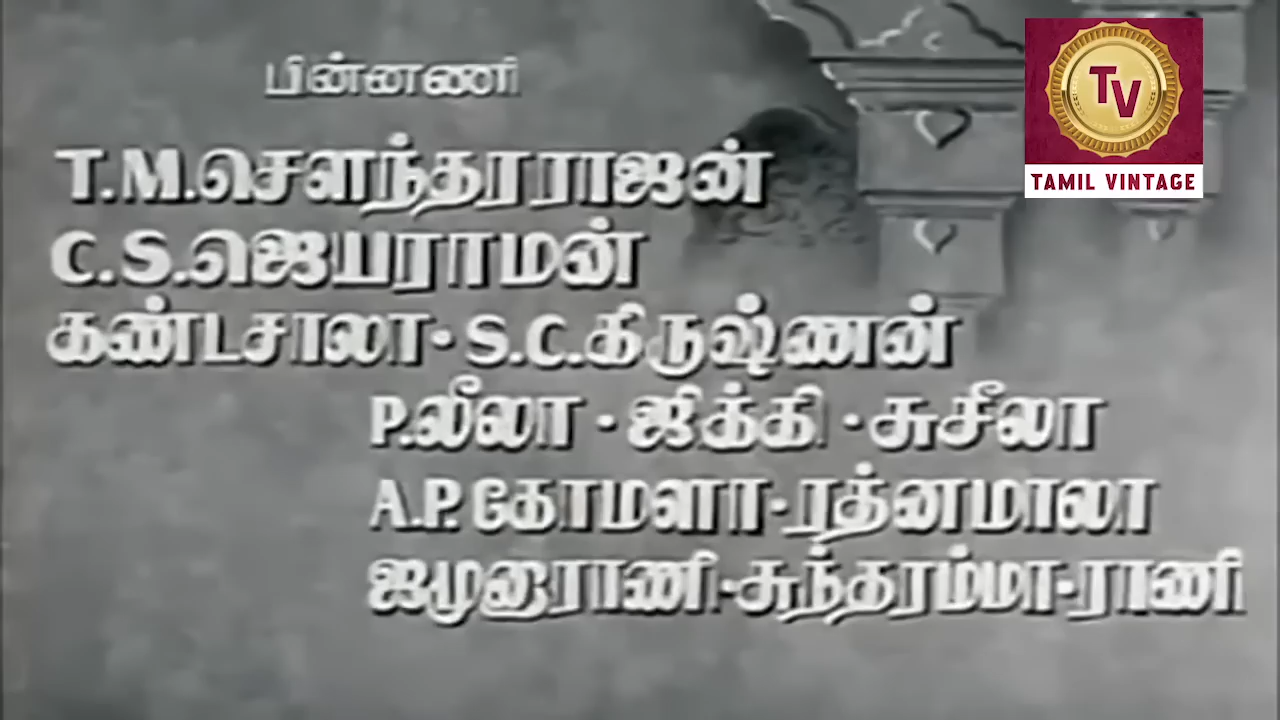 பின்னணி
T.M.சௌந்தரராஜன்
C.S.ஜெயராமன்
கண்டசாலா · S.C.கிருஷ்ணன்
P.லீலா · ஜிக்கி · சுசீலா
A.P. கோமளா · ரத்னமாலா
ஜமுனாராணி · சுந்தரம்மா · ராணி
TV
TAMIL VINTAGE